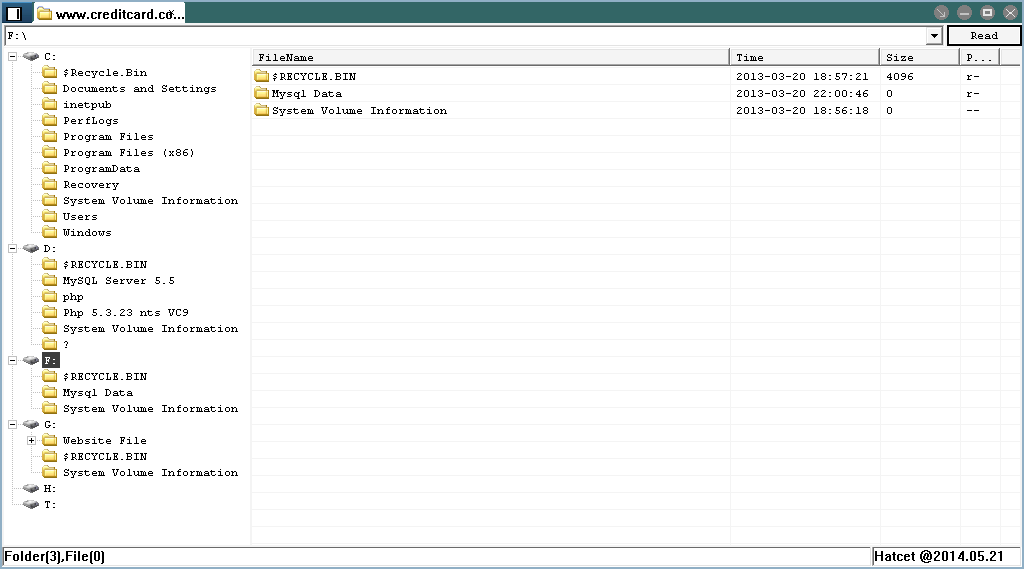 www.creditcard.co...
F:\
Read
C:
$Recycle.Bin
Documents and Settings
inetpub
PerfLogs
Program Files
Program Files (x86)
ProgramData
Recovery
System Volume Information
Users
Windows
D:
$RECYCLE.BIN
MySQL Server 5.5
php
Php 5.3.23 nts VC9
System Volume Information
?
F:
$RECYCLE.BIN
Mysql Data
System Volume Information
G:
Website File
$RECYCLE.BIN
System Volume Information
H:
T:
FileName Time Size P...
$RECYCLE.BIN 2013-03-20 18:57:21 4096 r-
Mysql Data 2013-03-20 22:00:46 0 r-
System Volume Information 2013-03-20 18:56:18 0 --
Folder(3),File(0)
Hatcet @2014.05.21